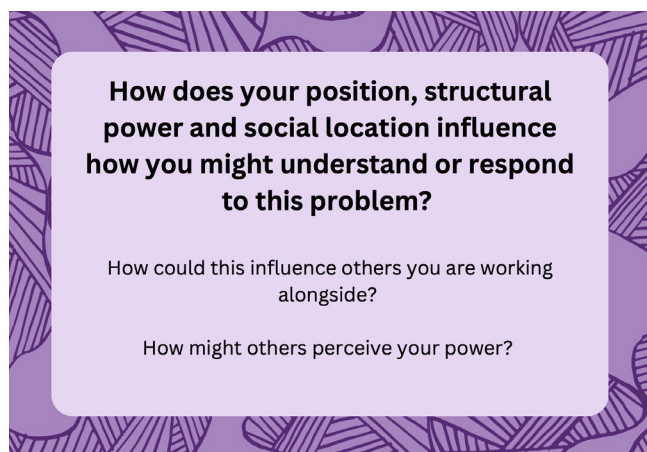 How does your position, structural
power and social location influence
how you might understand or respond
to this problem?
How could this influence others you are working
alongside?
How might others perceive your power?